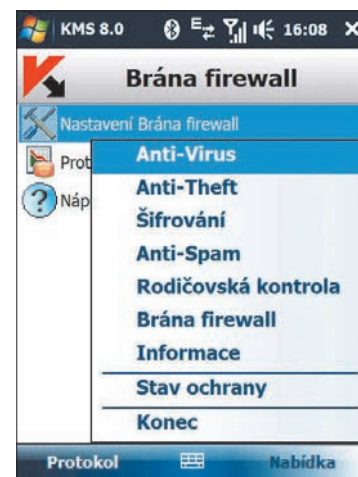 KMS 8.0 E 16:08
Brána firewall
Nastavení Brána firewall
Prot
Náp
Anti-Virus
Anti-Theft
Šifrování
Anti-Spam
Rodičovská kontrola
Brána firewall
Informace
Stav ochrany
Konec
Protokol Nabídka